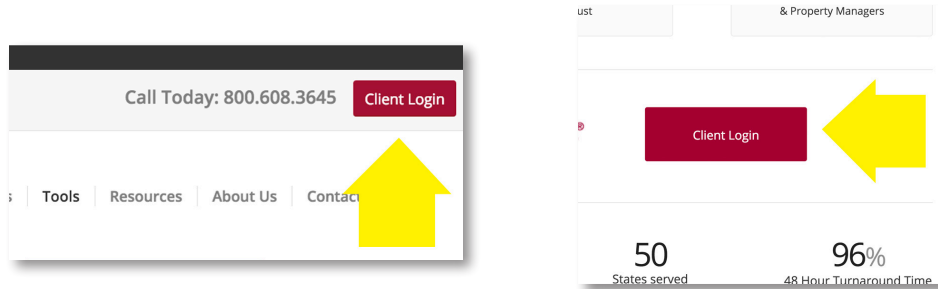 Call Today: 800.608.3645 Client Login
s Tools Resources About Us Contac
ust & Property Managers
® Client Login
50 96%
States served 48 Hour Turnaround Time